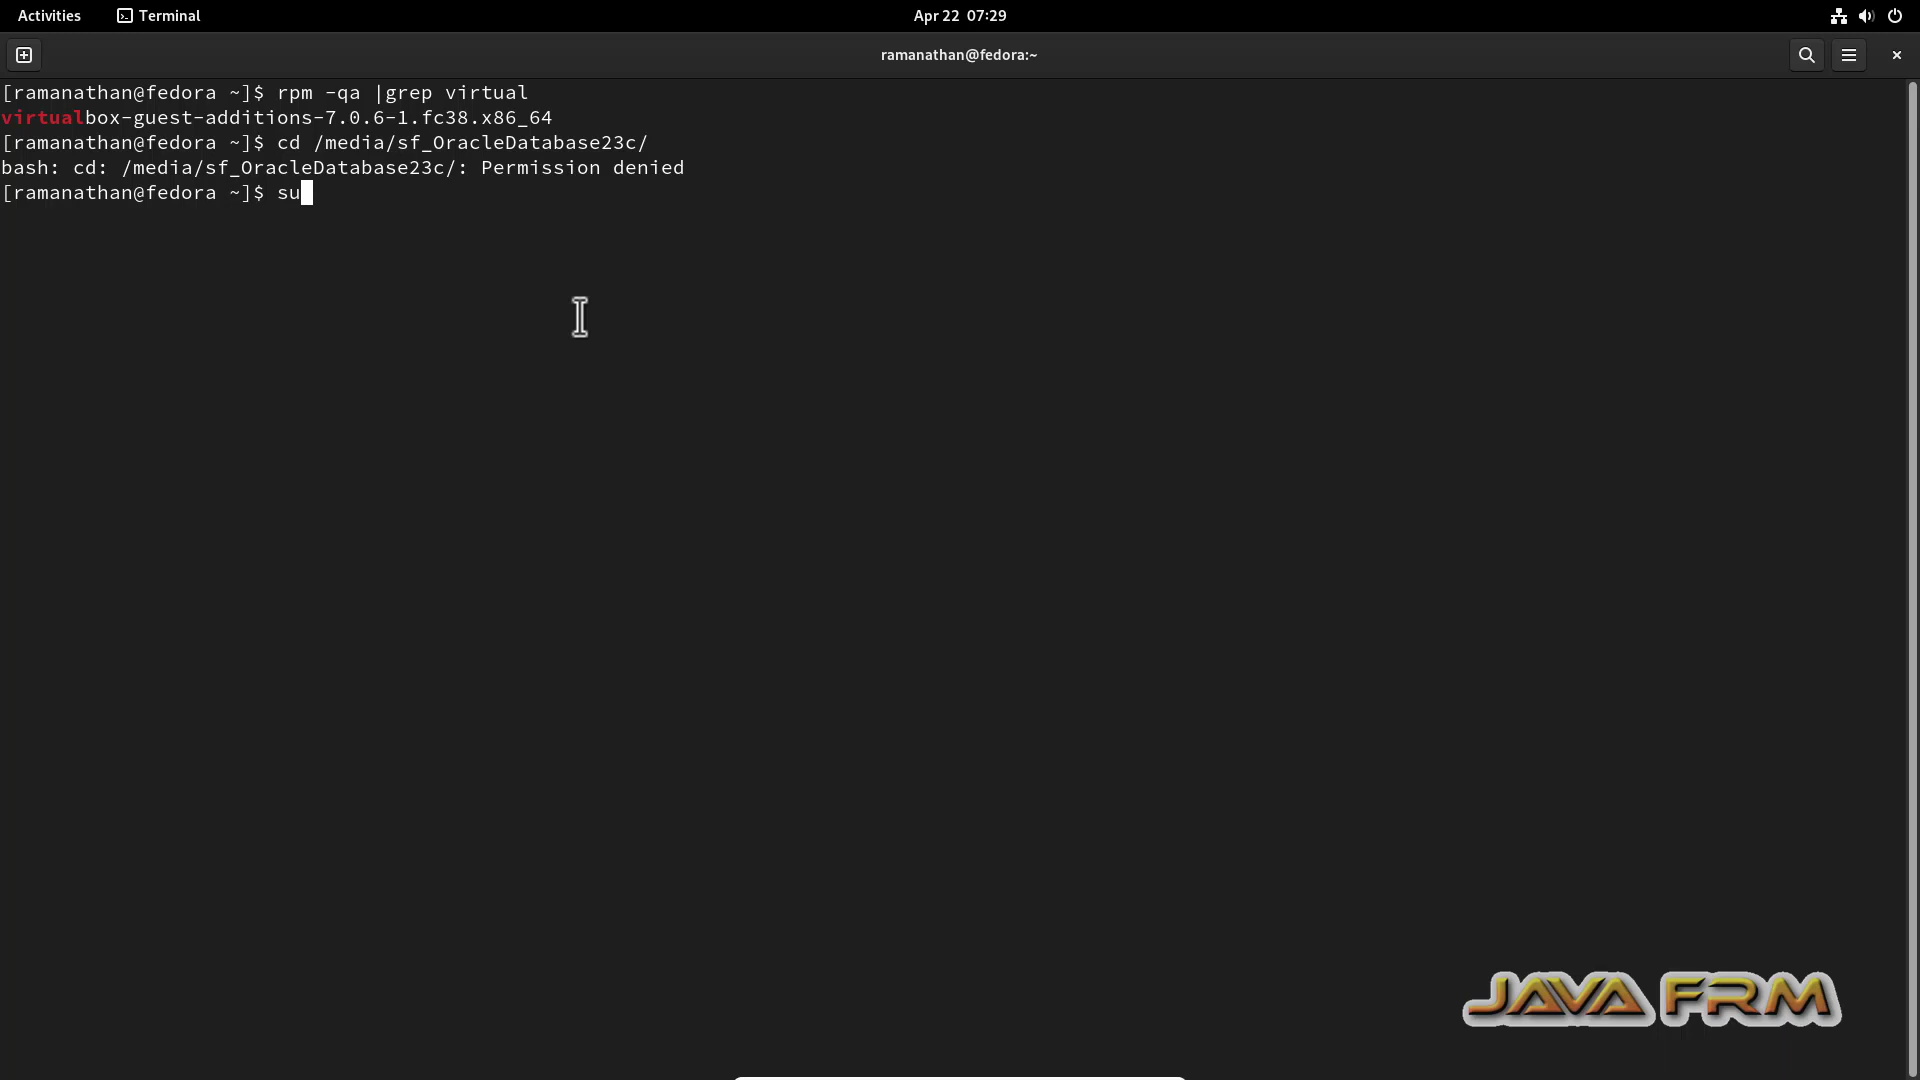 Activities
Terminal
Apr 22 07:29
ramanathan@fedora:~
[ramanathan@fedora ~]$ rpm -qa |grep virtual
virtualbox-guest-additions-7.0.6-1.fc38.x86_64
[ramanathan@fedora ~]$ cd /media/sf_OracleDatabase23c/
bash: cd: /media/sf_OracleDatabase23c/: Permission denied
[ramanathan@fedora ~]$ su
JAVA FRM